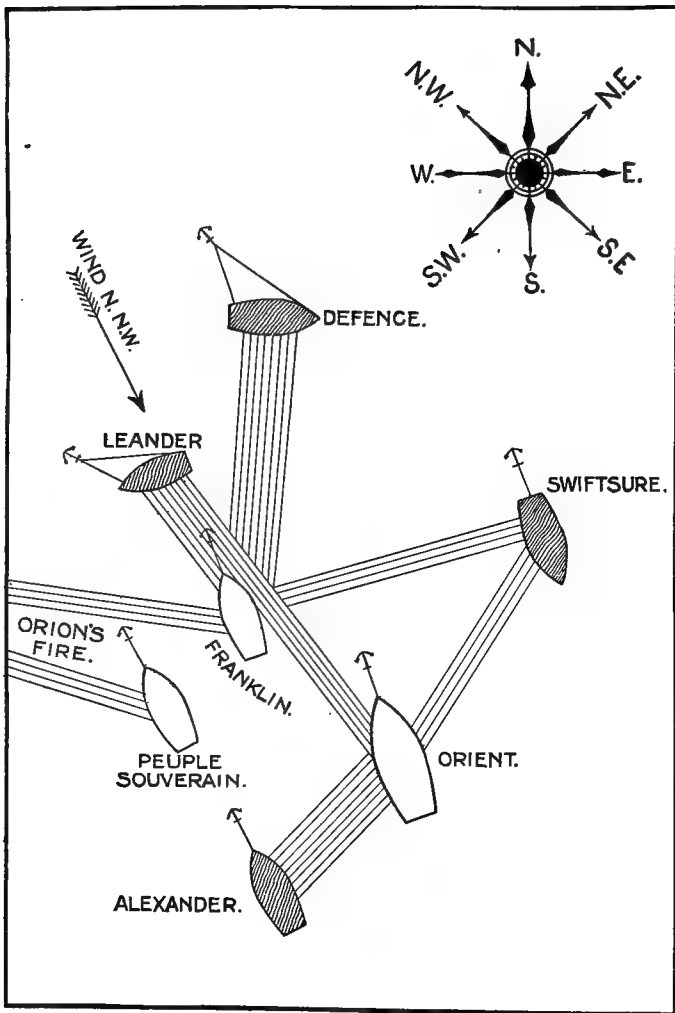 N.
N.W.
N.E.
W.
E.
S.W.
S.E
S.
WIND N.N.W.
DEFENCE.
LEANDER
SWIFTSURE.
ORION'S
FIRE.
FRANKLIN.
PEUPLE
SOUVERAIN.
ORIENT.
ALEXANDER.